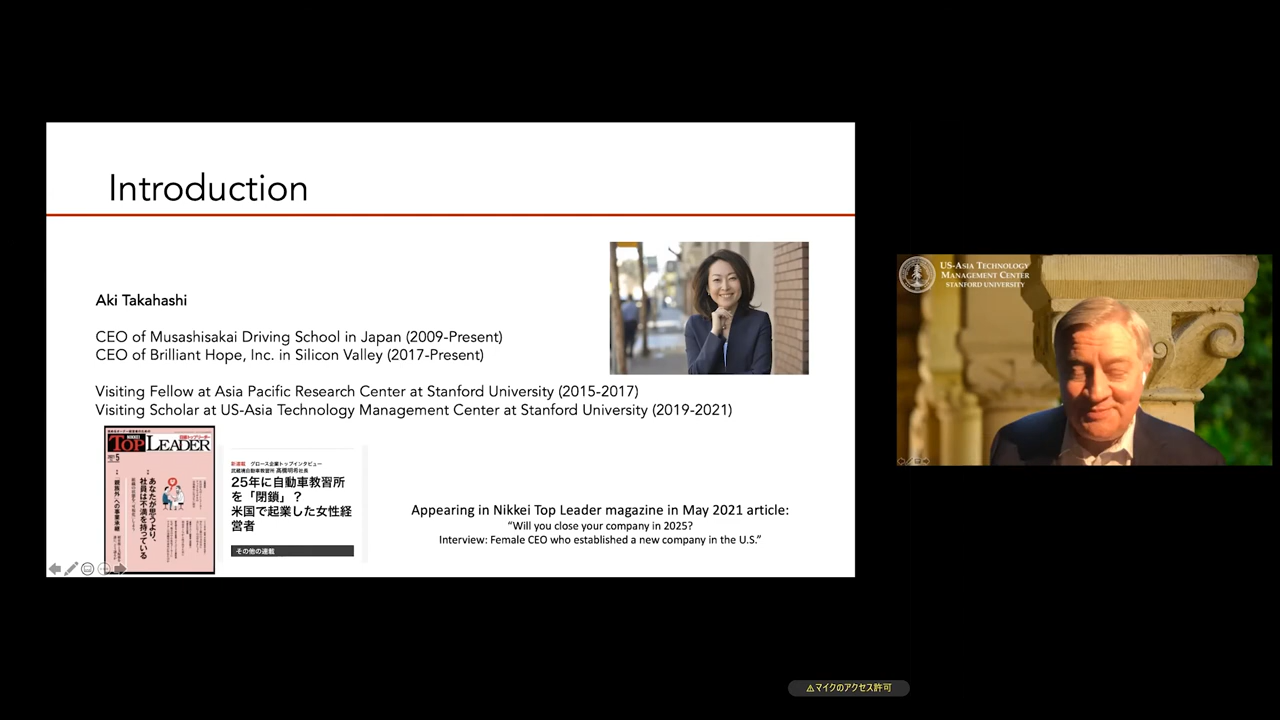 Introduction
Aki Takahashi
CEO of Musashisakai Driving School in Japan (2009-Present)
CEO of Brilliant Hope, Inc. in Silicon Valley (2017-Present)
Visiting Fellow at Asia Pacific Research Center at Stanford University (2015-2017)
Visiting Scholar at US-Asia Technology Management Center at Stanford University (2019-2021)
NIKKEI
TOP LEADER
5
あなたが思うより、
社員は不満を持っている
「親族外」への事業承継
新連載 グロース企業トップインタビュー
武蔵境自動車教習所 高橋明希社長
25年に自動車教習所
を「閉鎖」?
米国で起業した女性経
営者
その他の連載
Appearing in Nikkei Top Leader magazine in May 2021 article:
“Will you close your company in 2025?
Interview: Female CEO who established a new company in the U.S.”
US-ASIA TECHNOLOGY
MANAGEMENT CENTER
STANFORD UNIVERSITY
⚠マイクのアクセス許可